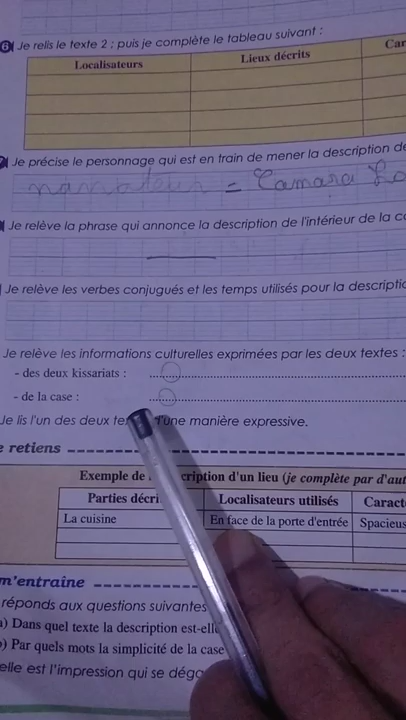 6 Je relis le texte 2 ; puis je complète le tableau suivant :
Localisateurs Lieux décrits Car
Je précise le personnage qui est en train de mener la description de
= Camara
Je relève la phrase qui annonce la description de l'intérieur de la c
Je relève les verbes conjugués et les temps utilisés pour la descriptio
Je relève les informations culturelles exprimées par les deux textes :
- des deux kissariats :
- de la case :
Je lis l'un des deux te d'une manière expressive.
e retiens
Exemple de cription d'un lieu (je complète par d'aut
Parties décri Localisateurs utilisés Caract
La cuisine En face de la porte d'entrée Spacieus
m'entraîne
réponds aux questions suivantes
a) Dans quel texte la description est-elle
b) Par quels mots la simplicité de la case
elle est l'impression qui se déga